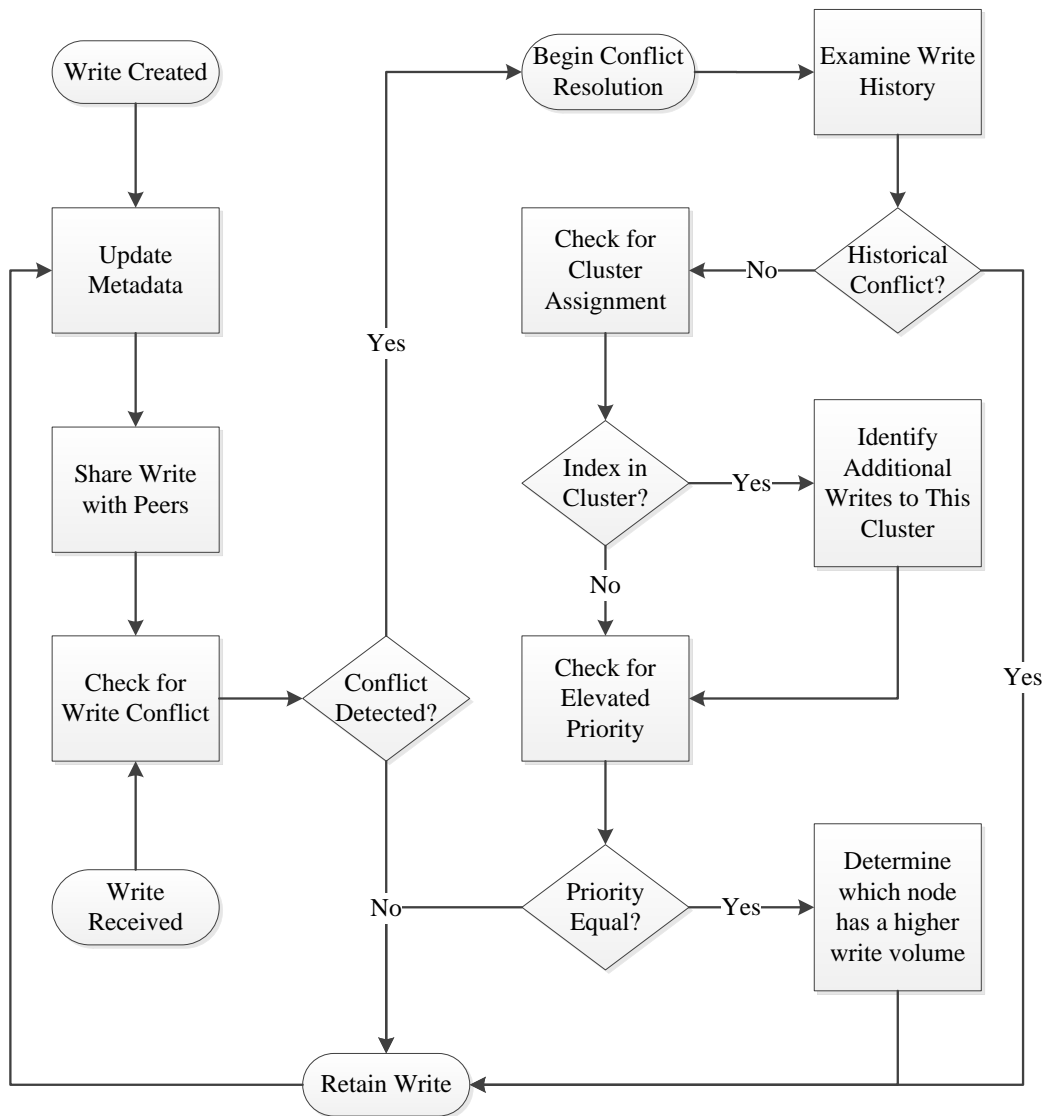 Write Created
Begin Conflict
Resolution
Examine Write
History
Update
Metadata
Check for
Cluster
Assignment
No
Historical
Conflict?
Yes
Share Write
with Peers
Index in
Cluster?
Yes
Identify
Additional
Writes to This
Cluster
No
Check for
Write Conflict
Conflict
Detected?
Check for
Elevated
Priority
Yes
Write
Received
No
Priority
Equal?
Yes
Determine
which node
has a higher
write volume
Retain Write